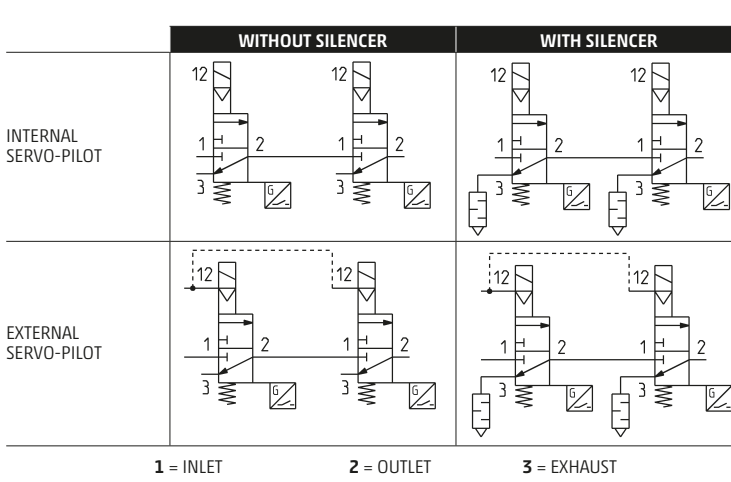 WITHOUT SILENCER WITH SILENCER
INTERNAL
SERVO-PILOT
12 12 12 12
1 2 1 2 1 2 1 2
3 G 3 G 3 G 3 G
EXTERNAL
SERVO-PILOT
12 12 12 12
1 2 1 2 1 2 1 2
3 G 3 G 3 G 3 G
1 = INLET 2 = OUTLET 3 = EXHAUST